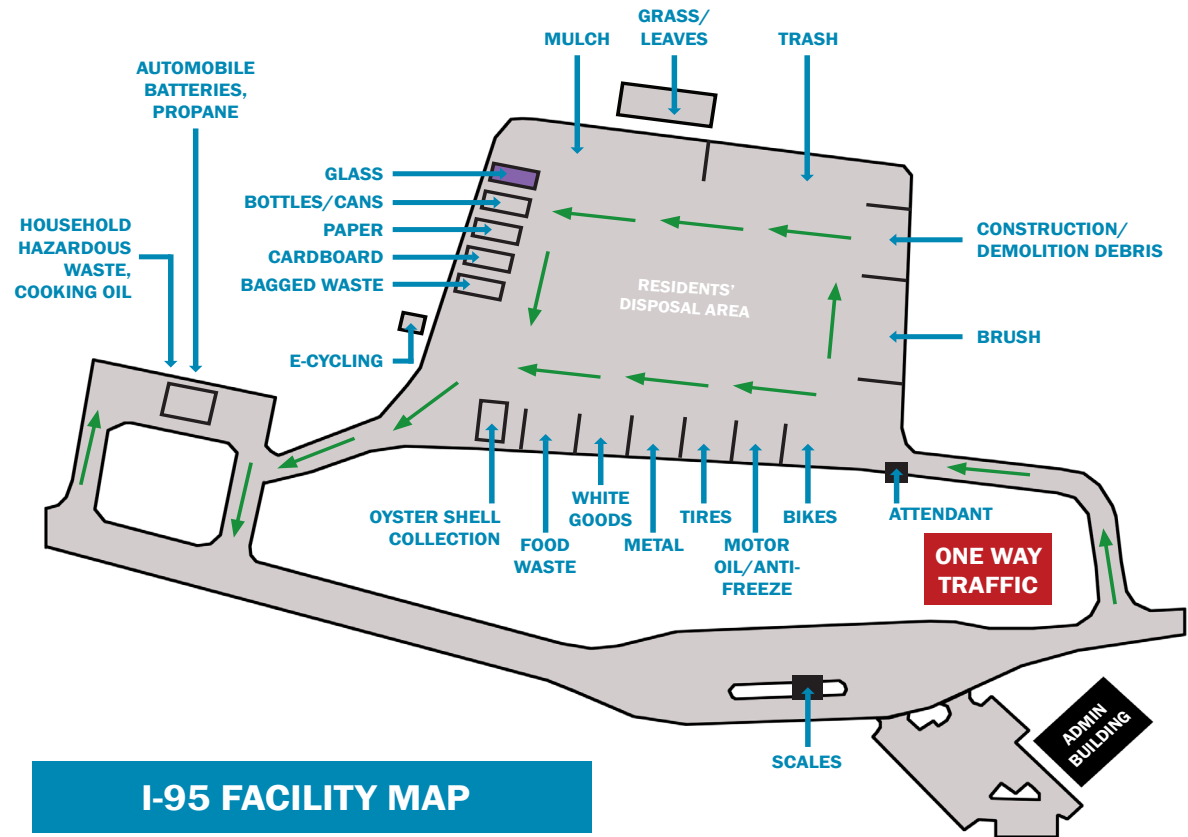 GRASS/
LEAVES
MULCH
TRASH
AUTOMOBILE
BATTERIES,
PROPANE
GLASS
BOTTLES/CANS
PAPER
CARDBOARD
BAGGED WASTE
HOUSEHOLD
HAZARDOUS
WASTE,
COOKING OIL
CONSTRUCTION/
DEMOLITION DEBRIS
RESIDENTS'
DISPOSAL AREA
BRUSH
E-CYCLING
OYSTER SHELL
COLLECTION
FOOD
WASTE
WHITE
GOODS
METAL
TIRES
MOTOR
OIL/ANTI-
FREEZE
BIKES
ATTENDANT
ONE WAY
TRAFFIC
SCALES
ADMIN
BUILDING
I-95 FACILITY MAP